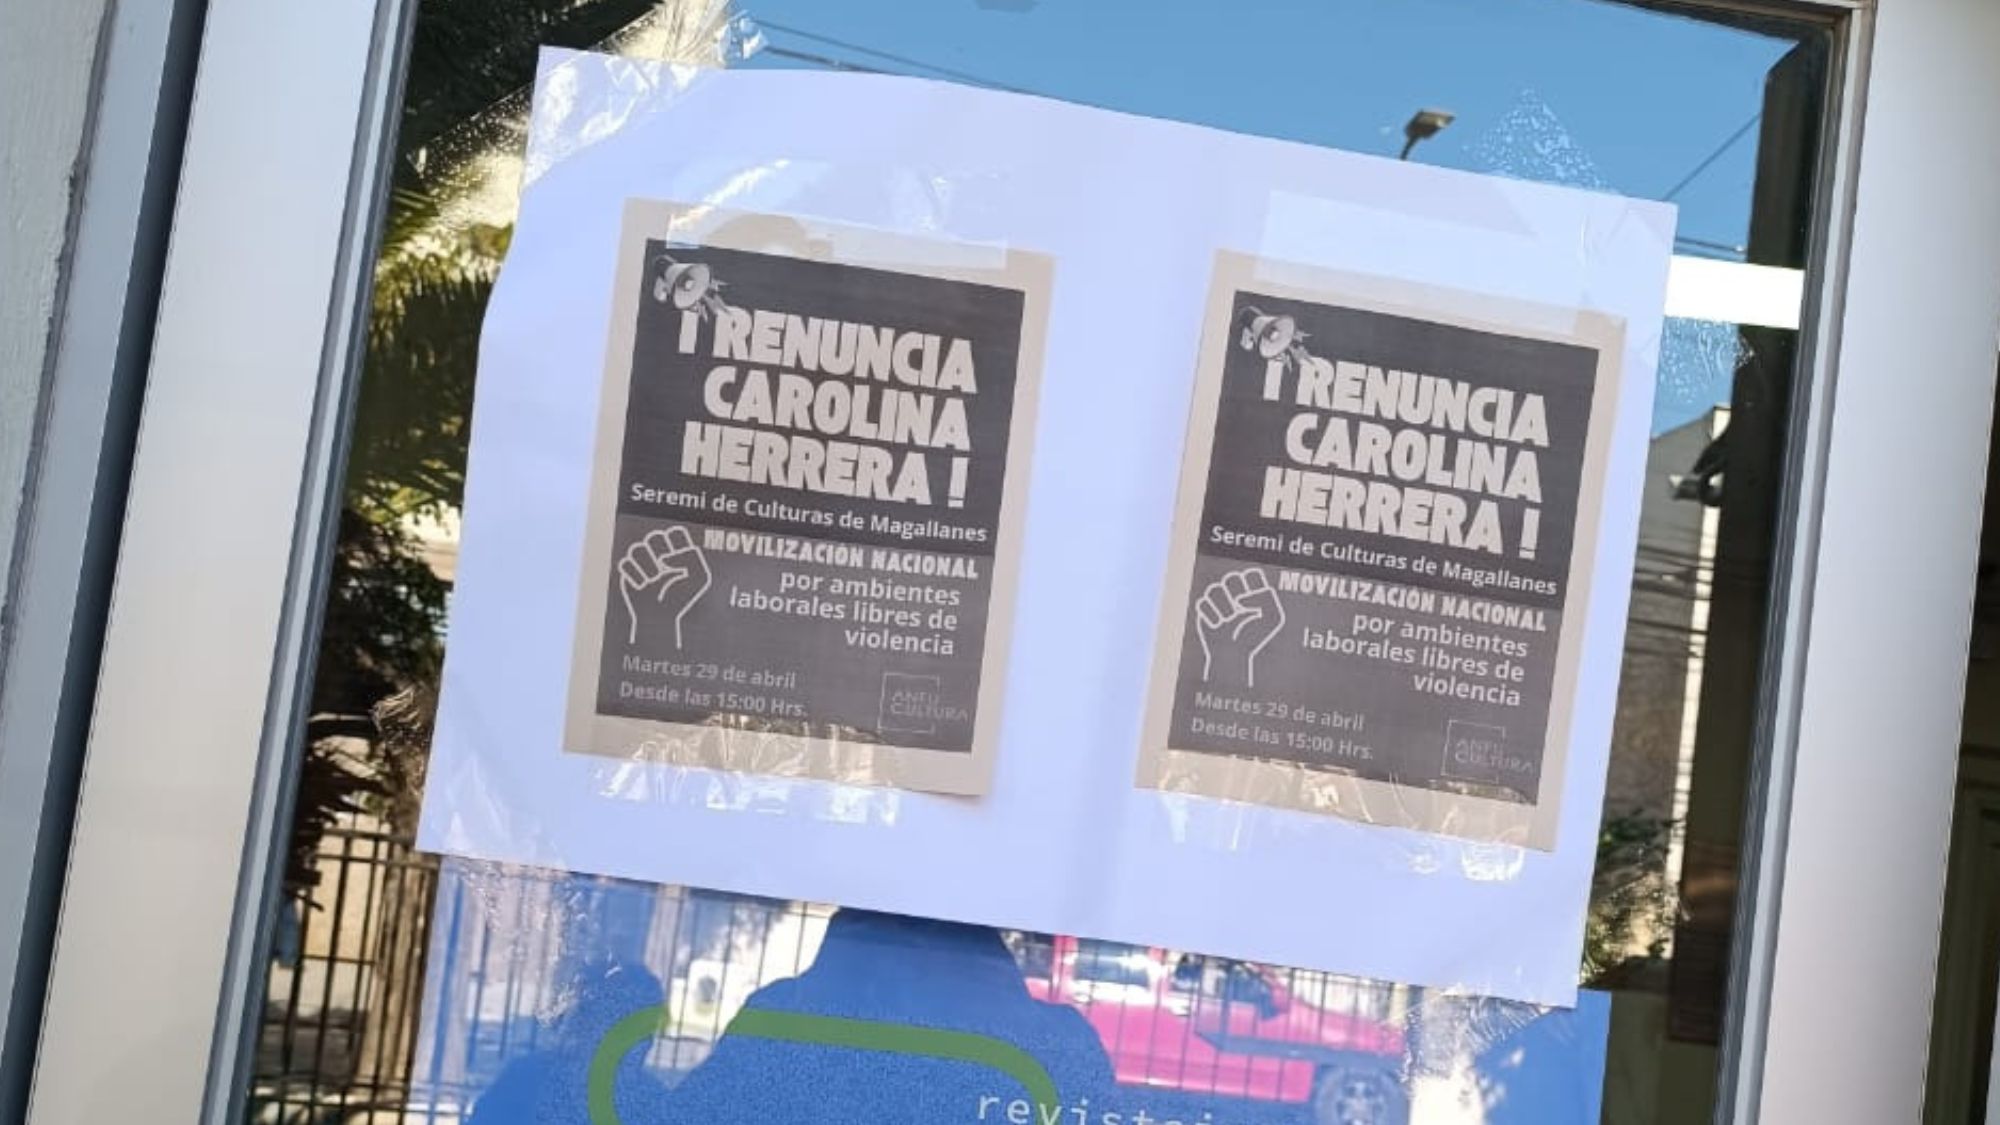 ¡ RENUNCIA
CAROLINA
HERRERA !
Seremi de Culturas de Magallanes
MOVILIZACIÓN NACIONAL
por ambientes
laborales libres de
violencia
Martes 29 de abril
Desde las 15:00 Hrs.
ANFU
CULTURA
¡ RENUNCIA
CAROLINA
HERRERA !
Seremi de Culturas de Magallanes
MOVILIZACIÓN NACIONAL
por ambientes
laborales libres de
violencia
Martes 29 de abril
Desde las 15:00 Hrs.
ANFU
CULTURA